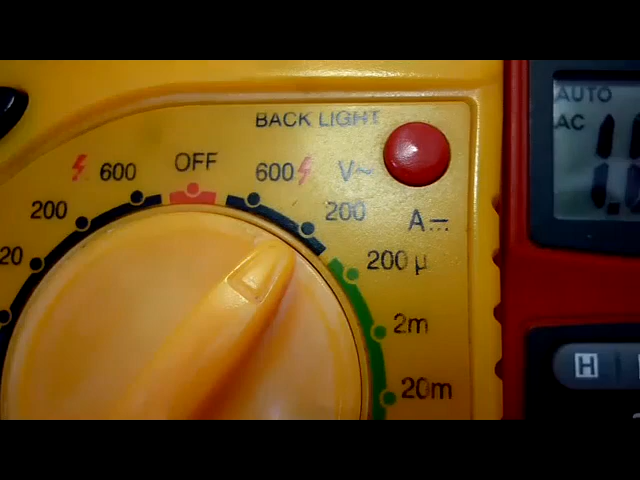 BACK LIGHT
OFF
600
600
V~
200
200
A⎓
20
200 µ
2m
20m
AUTO
AC
H